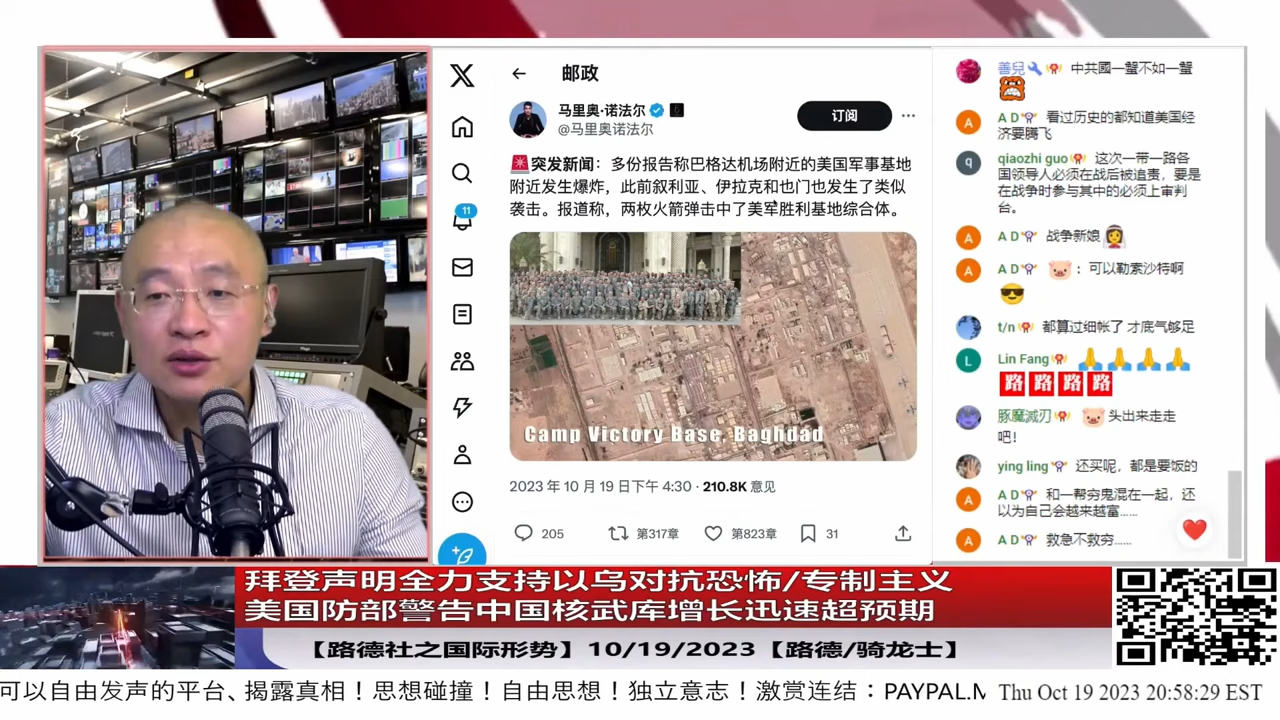 邮政
马里奥·诺法尔
@马里奥诺法尔
订阅
突发新闻：多份报告称巴格达机场附近的美国军事基地
附近发生爆炸，此前叙利亚、伊拉克和也门也发生了类似
袭击。报道称，两枚火箭弹击中了美军胜利基地综合体。
Camp Victory Base, Baghdad
2023 年 10 月 19 日下午 4:30 · 210.8K 意见
205
第317章
第823章
31
11
善兒 中共國一蟹不如一蟹
A D 看过历史的都知道美国经
济要腾飞
qiaozhi guo 这次一带一路各
国领导人必须在战后被追责，要是
在战争时参与其中的必须上审判
台。
A D 战争新娘
A D ：可以勒索沙特啊
t/n 都算过细帐了 才底气够足
Lin Fang
路路路路
豚魔滅刃 头出来走走
吧！
ying ling 还买呢，都是要饭的
A D 和一帮穷鬼混在一起，还
以为自己会越来越富……
A D 救急不救穷……
拜登声明全力支持以乌对抗恐怖/专制主义
美国防部警告中国核武库增长迅速超预期
【路德社之国际形势】10/19/2023【路德/骑龙士】
可以自由发声的平台、揭露真相！思想碰撞！自由思想！独立意志！激赏连结：PAYPAL.M
Thu Oct 19 2023 20:58:29 EST